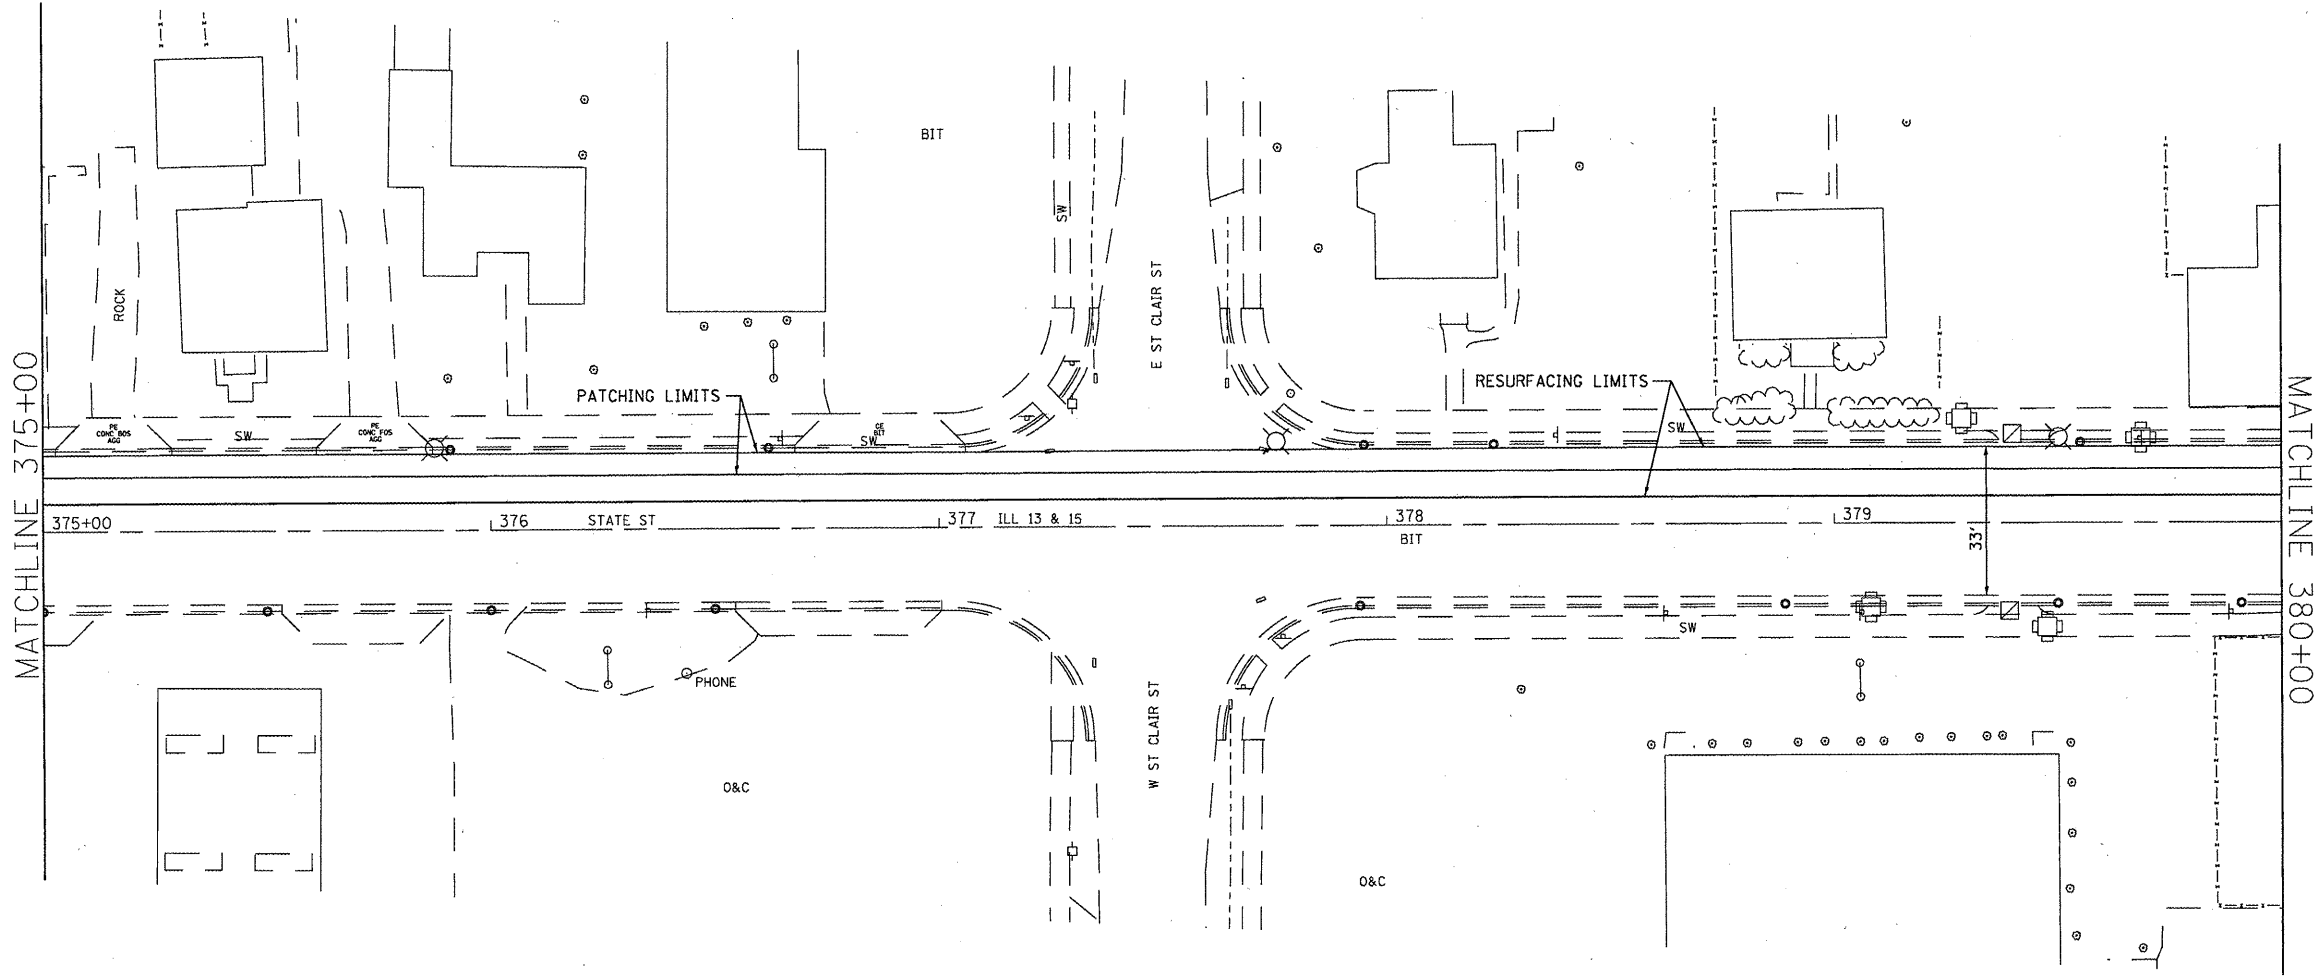 BIT
SW
E ST CLAIR ST
ROCK
MATCHLINE 375+00
PATCHING LIMITS
RESURFACING LIMITS
MATCHLINE 380+00
PE
CONC BOS
AGG
SW
PE
CONC FOS
AGG
SW
CE
BIT
SW
375+00
376
STATE ST
377
ILL 13 & 15
378
BIT
379
33'
SW
PHONE
W ST CLAIR ST
O&C
O&C